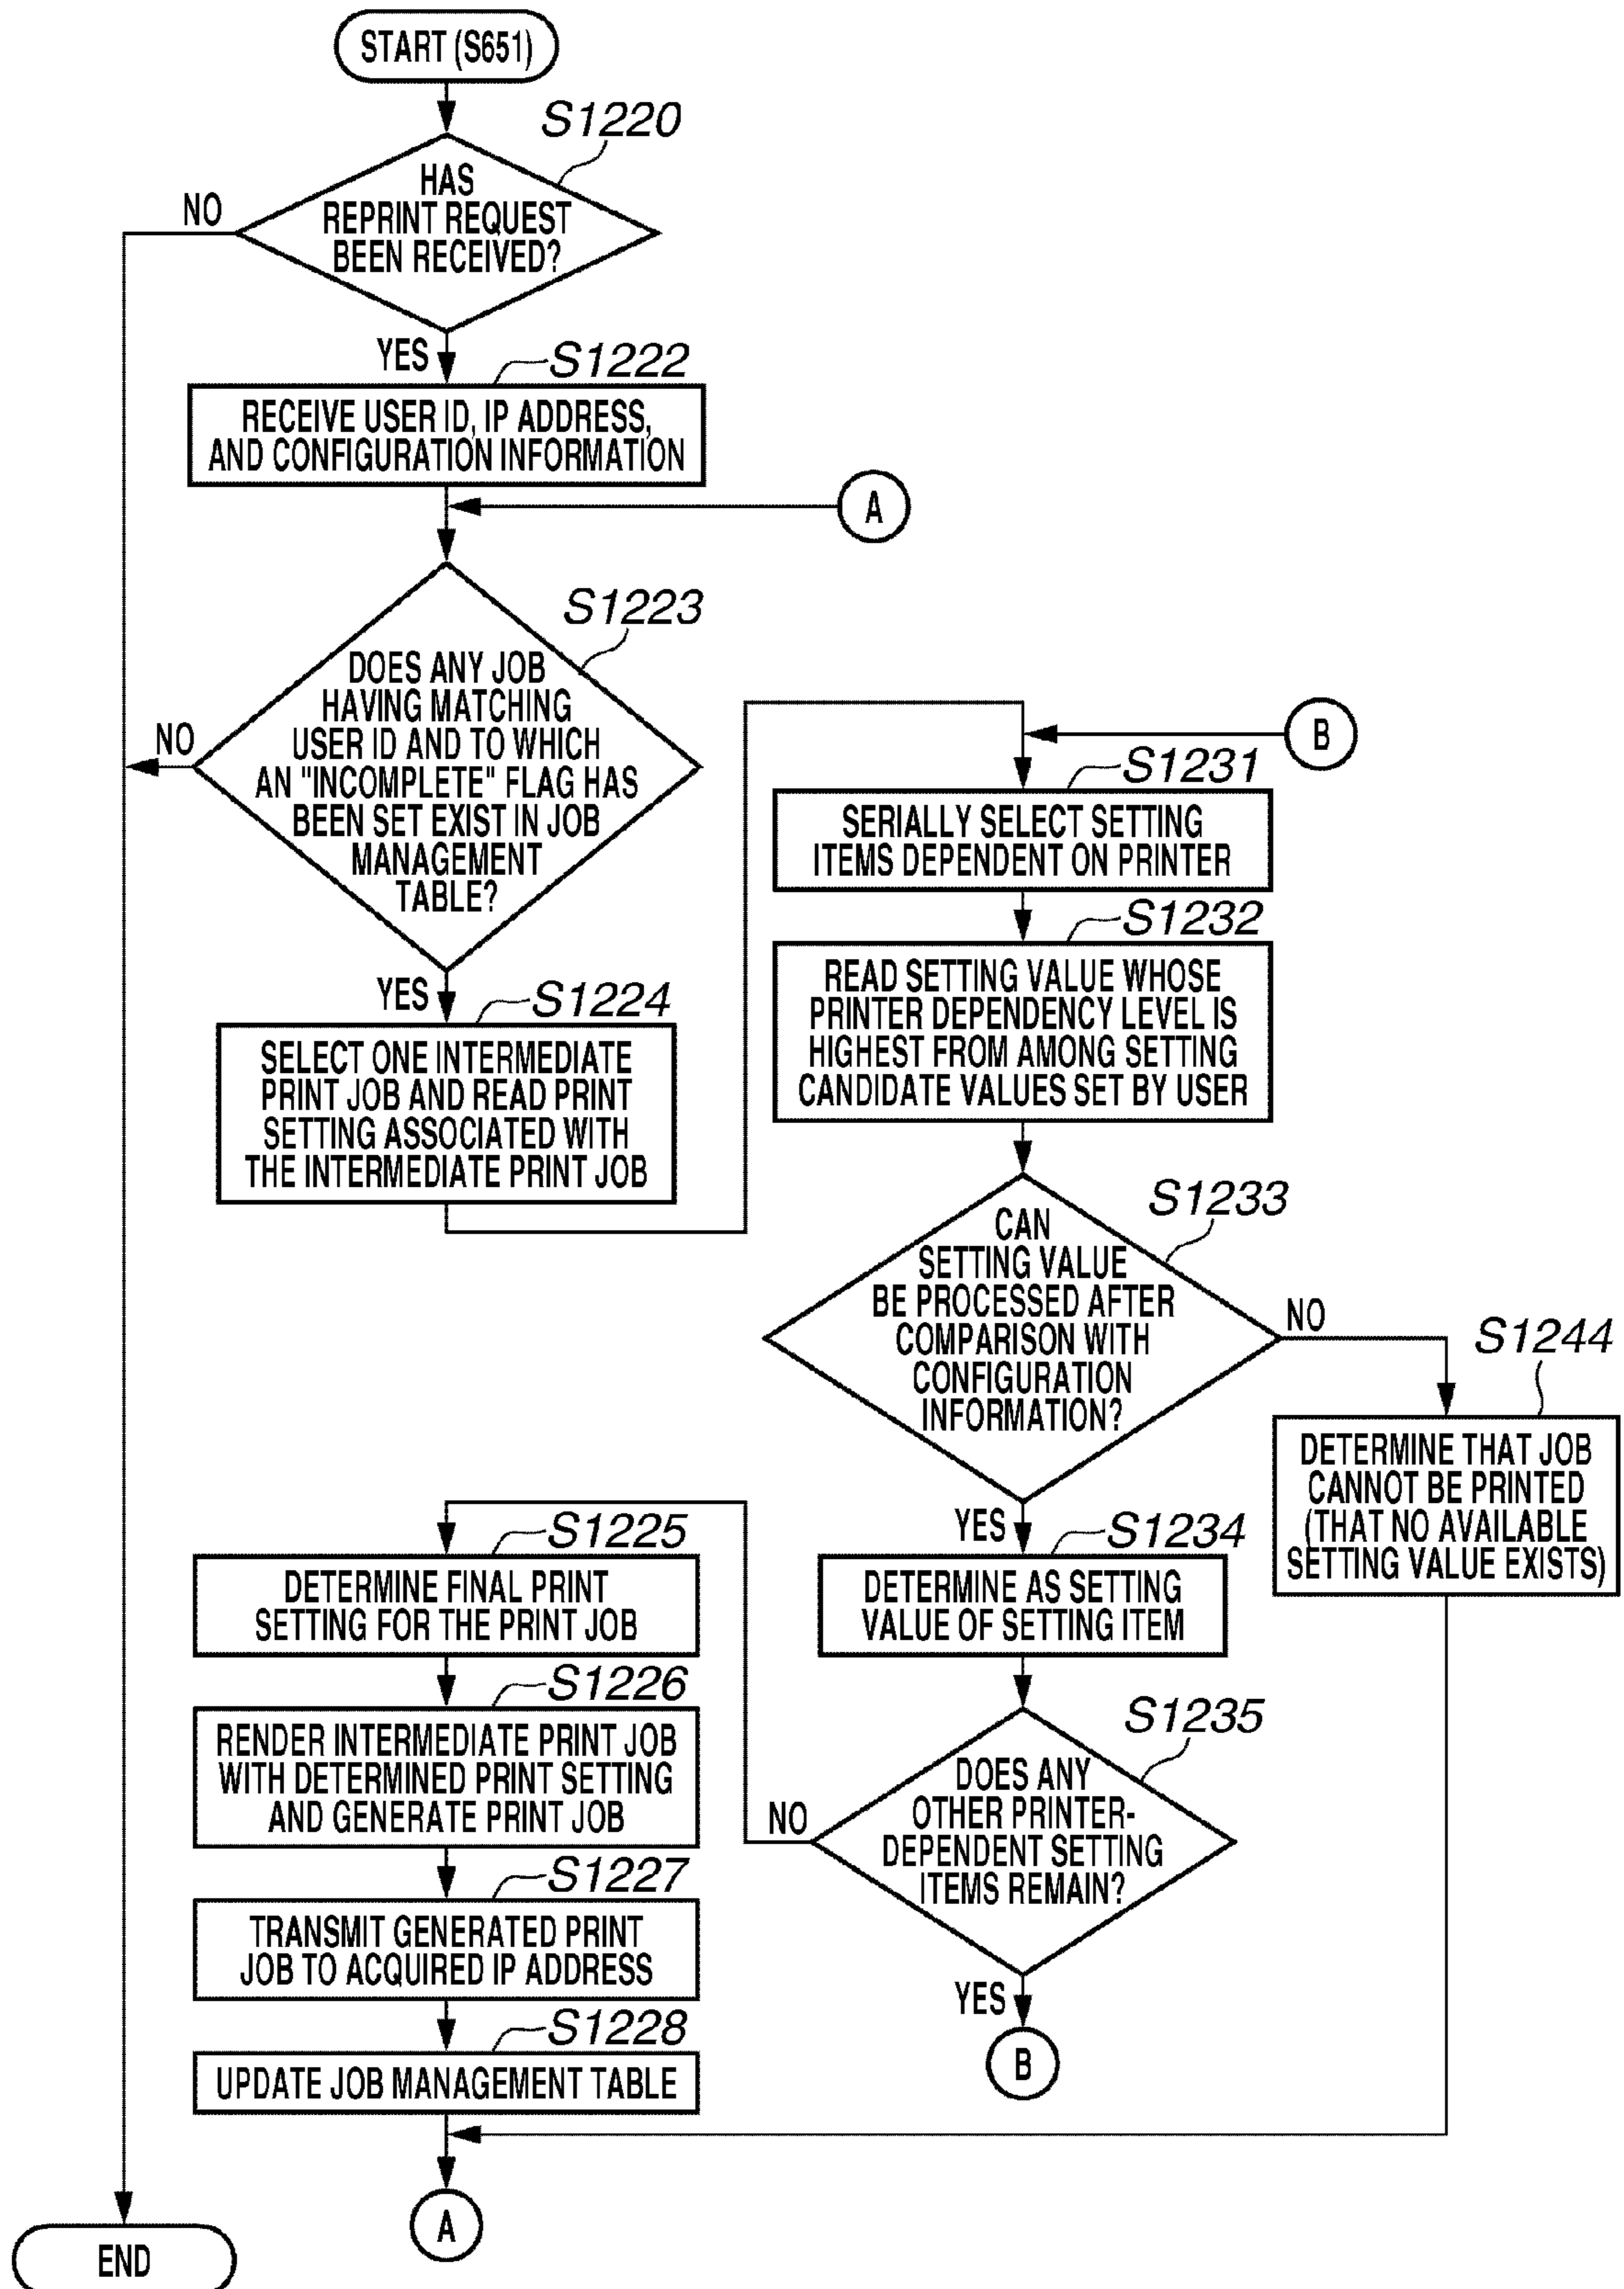 START (S651)
S1220
HAS
REPRINT REQUEST
BEEN RECEIVED?
NO
YES
S1222
RECEIVE USER ID, IP ADDRESS,
AND CONFIGURATION INFORMATION
A
S1223
DOES ANY JOB
HAVING MATCHING
USER ID AND TO WHICH
AN "INCOMPLETE" FLAG HAS
BEEN SET EXIST IN JOB
MANAGEMENT
TABLE?
NO
YES
S1224
SELECT ONE INTERMEDIATE
PRINT JOB AND READ PRINT
SETTING ASSOCIATED WITH
THE INTERMEDIATE PRINT JOB
B
S1231
SERIALLY SELECT SETTING
ITEMS DEPENDENT ON PRINTER
S1232
READ SETTING VALUE WHOSE
PRINTER DEPENDENCY LEVEL IS
HIGHEST FROM AMONG SETTING
CANDIDATE VALUES SET BY USER
S1233
CAN
SETTING VALUE
BE PROCESSED AFTER
COMPARISON WITH
CONFIGURATION
INFORMATION?
NO
S1244
DETERMINE THAT JOB
CANNOT BE PRINTED
(THAT NO AVAILABLE
SETTING VALUE EXISTS)
YES
S1234
DETERMINE AS SETTING
VALUE OF SETTING ITEM
S1235
DOES ANY
OTHER PRINTER-
DEPENDENT SETTING
ITEMS REMAIN?
NO
YES
B
S1225
DETERMINE FINAL PRINT
SETTING FOR THE PRINT JOB
S1226
RENDER INTERMEDIATE PRINT JOB
WITH DETERMINED PRINT SETTING
AND GENERATE PRINT JOB
S1227
TRANSMIT GENERATED PRINT
JOB TO ACQUIRED IP ADDRESS
S1228
UPDATE JOB MANAGEMENT TABLE
A
END